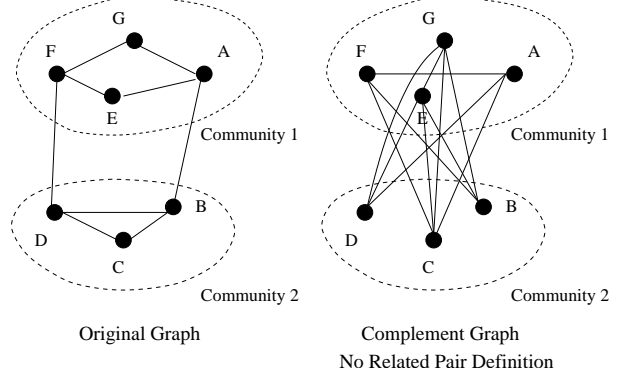 G
E
F
A
Community 1
D
B
C
Community 2
Original Graph
G
F
A
E
Community 1
D
B
C
Community 2
Complement Graph
No Related Pair Definition